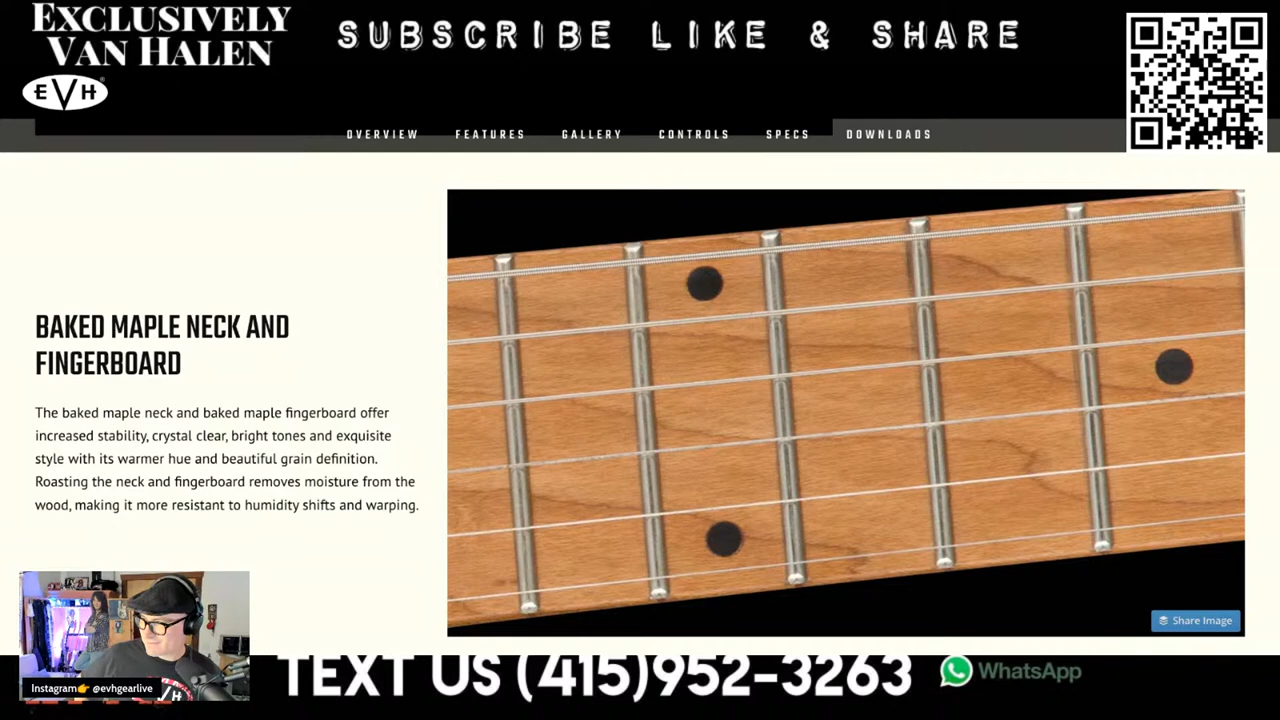 EXCLUSIVELY
VAN HALEN
EVH®
SUBSCRIBE LIKE & SHARE
OVERVIEW FEATURES GALLERY CONTROLS SPECS DOWNLOADS
BAKED MAPLE NECK AND
FINGERBOARD
The baked maple neck and baked maple fingerboard offer
increased stability, crystal clear, bright tones and exquisite
style with its warmer hue and beautiful grain definition.
Roasting the neck and fingerboard removes moisture from the
wood, making it more resistant to humidity shifts and warping.
Share Image
Instagram👉 @evhgearlive
EVH
TEXT US (415)952-3263
WhatsApp